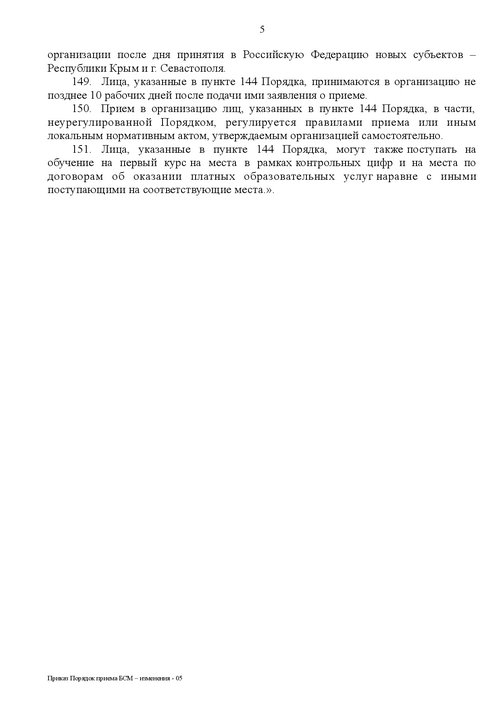 5
организации после дня принятия в Российскую Федерацию новых субъектов –
Республики Крым и г. Севастополя.
149. Лица, указанные в пункте 144 Порядка, принимаются в организацию не
позднее 10 рабочих дней после подачи ими заявления о приеме.
150. Прием в организацию лиц, указанных в пункте 144 Порядка, в части,
неурегулированной Порядком, регулируется правилами приема или иным
локальным нормативным актом, утверждаемым организацией самостоятельно.
151. Лица, указанные в пункте 144 Порядка, могут также поступать на
обучение на первый курс на места в рамках контрольных цифр и на места по
договорам об оказании платных образовательных услуг наравне с иными
поступающими на соответствующие места.».
Приказ Порядок приема БСМ – изменения - 05